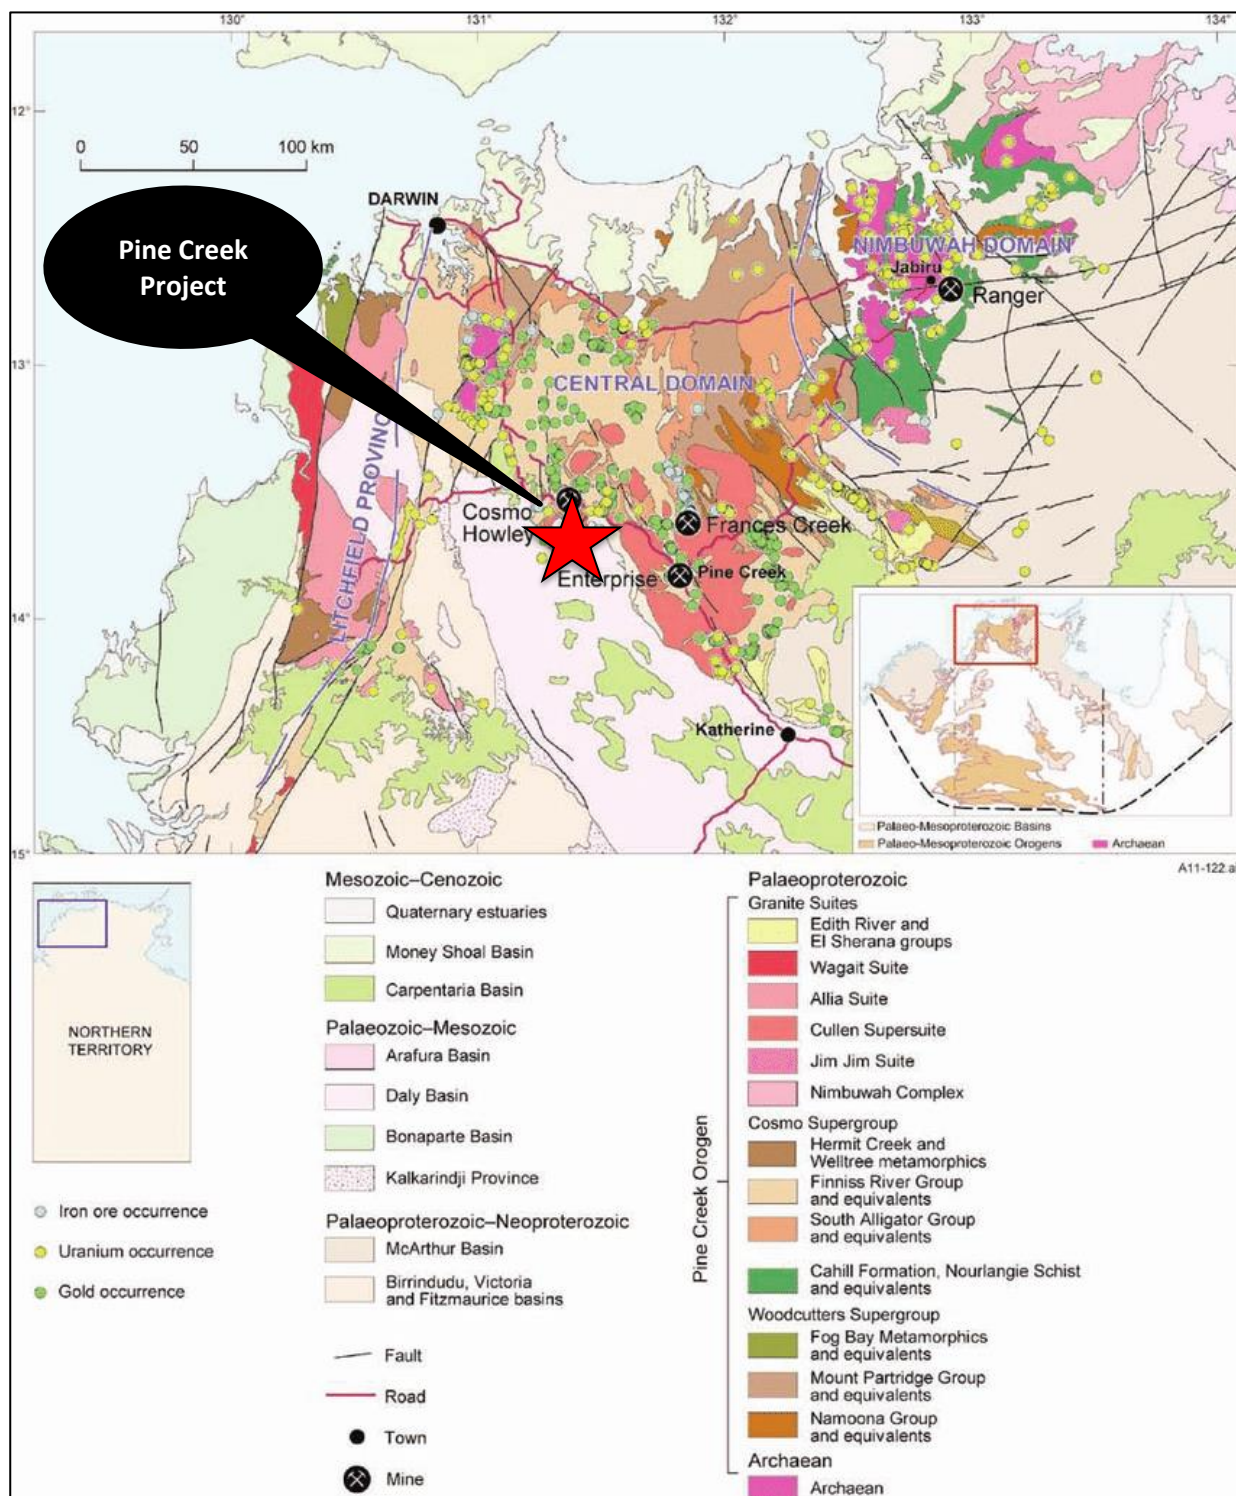 130°
131°
132°
133°
134°
12°
13°
14°
15°
0
50
100 km
DARWIN
Pine Creek
Project
NIMBUWAH DOMAIN
Jabiru
Ranger
CENTRAL DOMAIN
LITCHFIELD PROVINC
Cosmo
Howley
Frances Creek
Enterprise
Pine Creek
Katherine
Palaeo-Mesoproterozoic Basins
Palaeo-Mesoproterozoic Orogens
Archaean
A11-122.ai
NORTHERN
TERRITORY
Iron ore occurrence
Uranium occurrence
Gold occurrence
Mesozoic–Cenozoic
Quaternary estuaries
Money Shoal Basin
Carpentaria Basin
Palaeozoic–Mesozoic
Arafura Basin
Daly Basin
Bonaparte Basin
Kalkarindji Province
Palaeoproterozoic–Neoproterozoic
McArthur Basin
Birrindudu, Victoria
and Fitzmaurice basins
Fault
Road
Town
Mine
Pine Creek Orogen
Palaeoproterozoic
Granite Suites
Edith River and
El Sherana groups
Wagait Suite
Allia Suite
Cullen Supersuite
Jim Jim Suite
Nimbuwah Complex
Cosmo Supergroup
Hermit Creek and
Welltree metamorphics
Finniss River Group
and equivalents
South Alligator Group
and equivalents
Cahill Formation, Nourlangie Schist
and equivalents
Woodcutters Supergroup
Fog Bay Metamorphics
and equivalents
Mount Partridge Group
and equivalents
Namoona Group
and equivalents
Archaean
Archaean